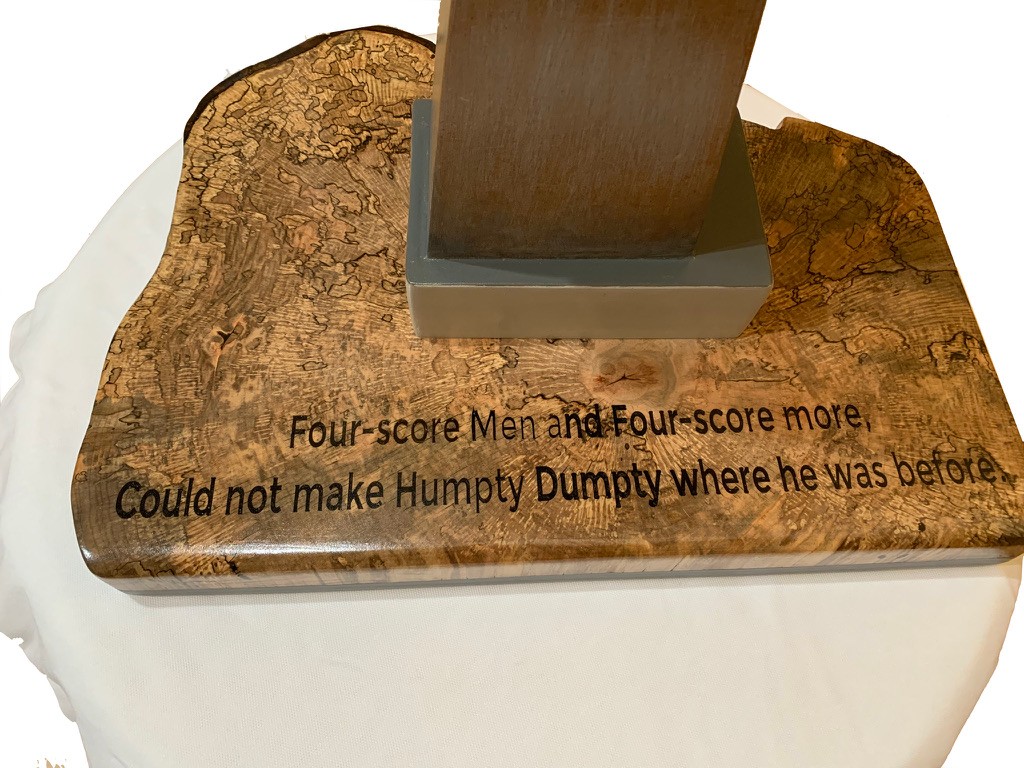 Four-score Men and Four-score more,
Could not make Humpty Dumpty where he was before.